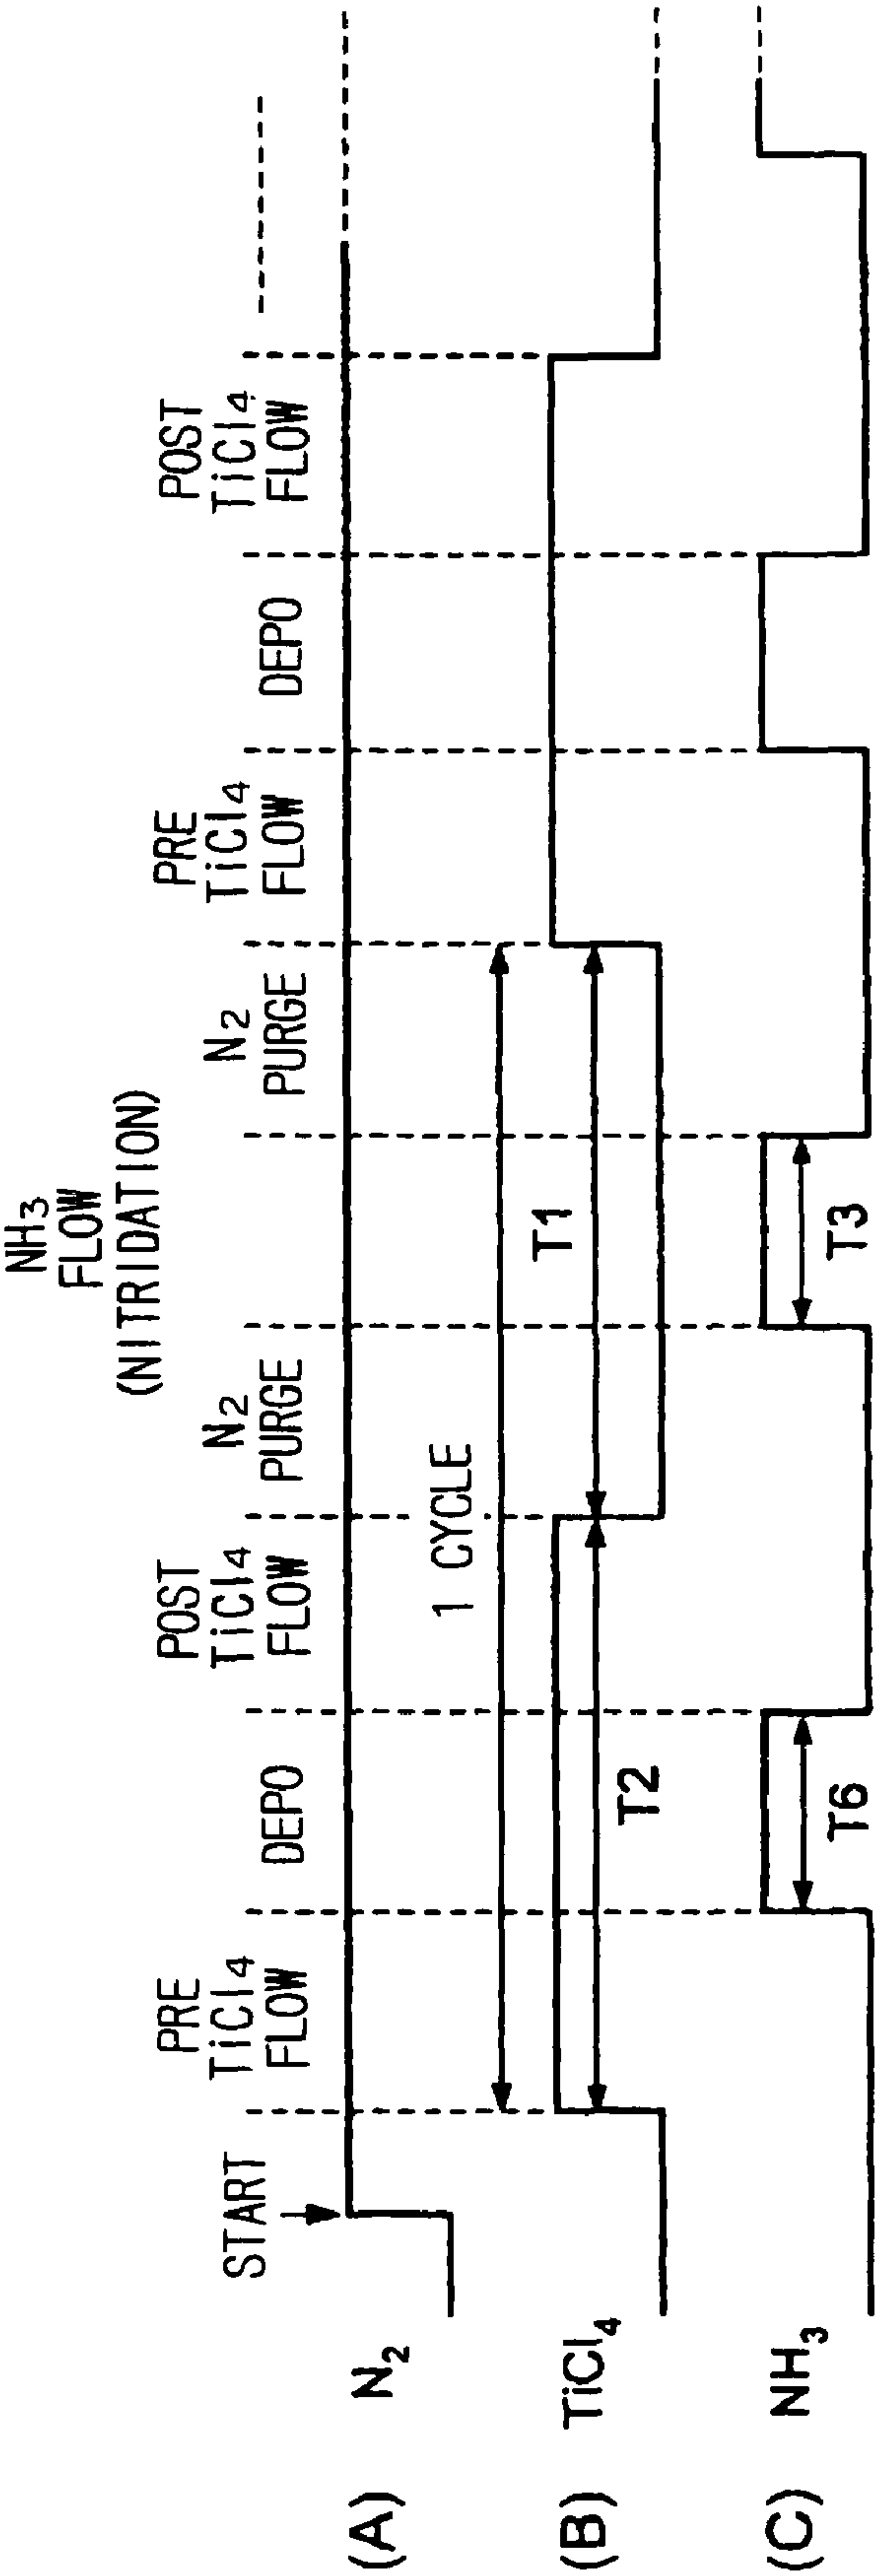 NH3
FLOW
(NITRIDATION)
PRE
TiCl4
FLOW
DEPO
POST
TiCl4
FLOW
N2
PURGE
N2
PURGE
PRE
TiCl4
FLOW
DEPO
POST
TiCl4
FLOW
START
(A) N2
1 CYCLE
(B) TiCl4
T2
T1
(C) NH3
T6
T3